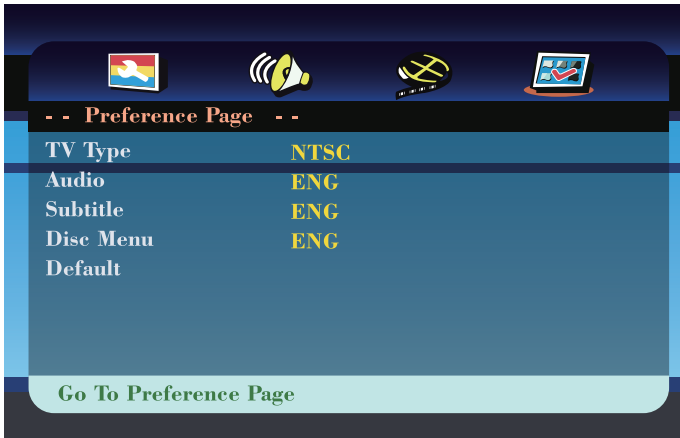 - - Preference Page - -
TV Type NTSC
Audio ENG
Subtitle ENG
Disc Menu ENG
Default
Go To Preference Page